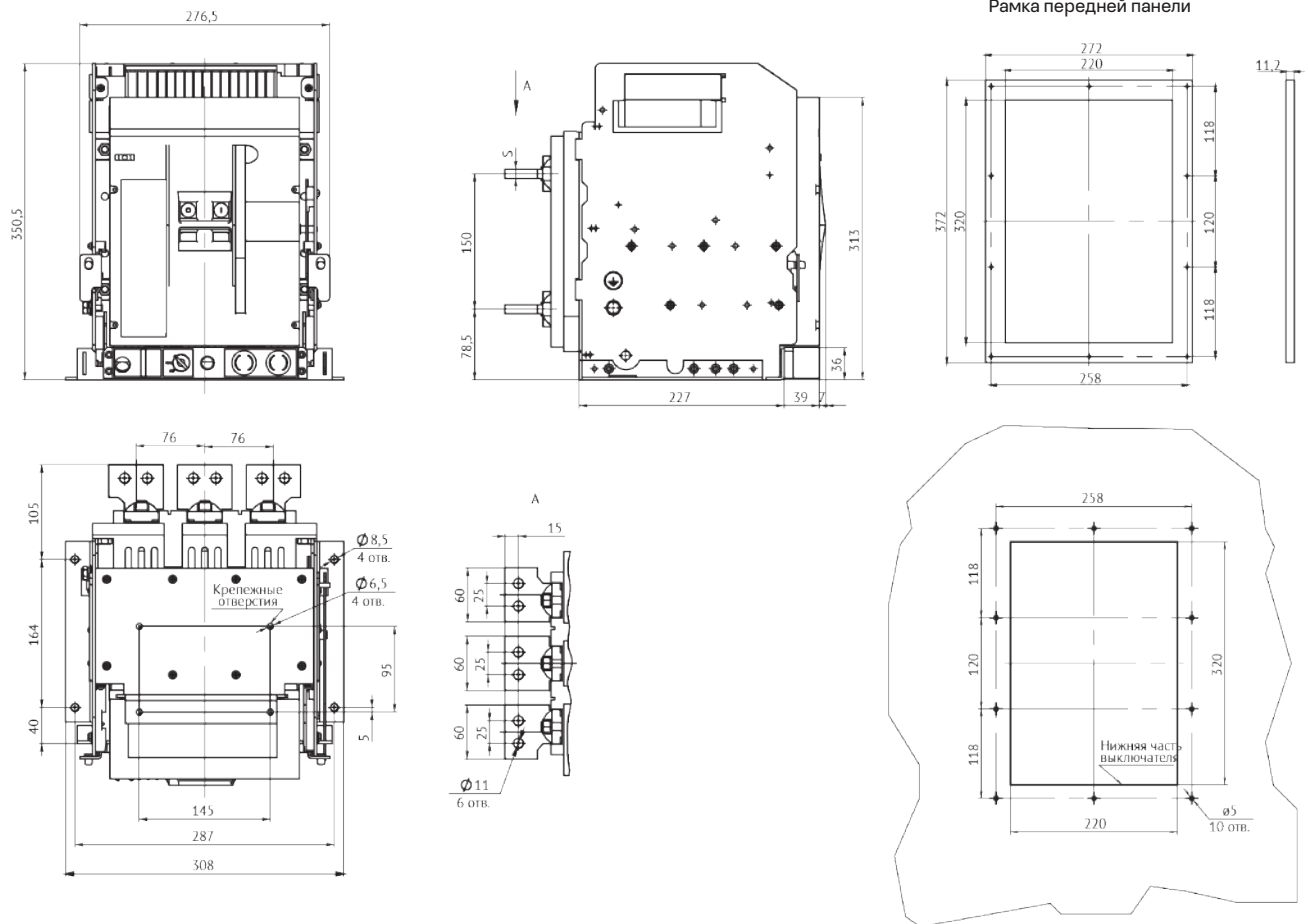 Рамка передней панели
276,5
350,5
A
S
150
78,5
313
36
227
39
7
272
220
11,2
372
320
118
120
118
258
76
76
105
164
40
Ø8,5
4 отв.
Ø6,5
4 отв.
Крепежные
отверстия
95
5
145
287
308
A
15
60
25
60
25
60
25
Ø11
6 отв.
258
118
120
118
320
Нижняя часть
выключателя
220
ø5
10 отв.